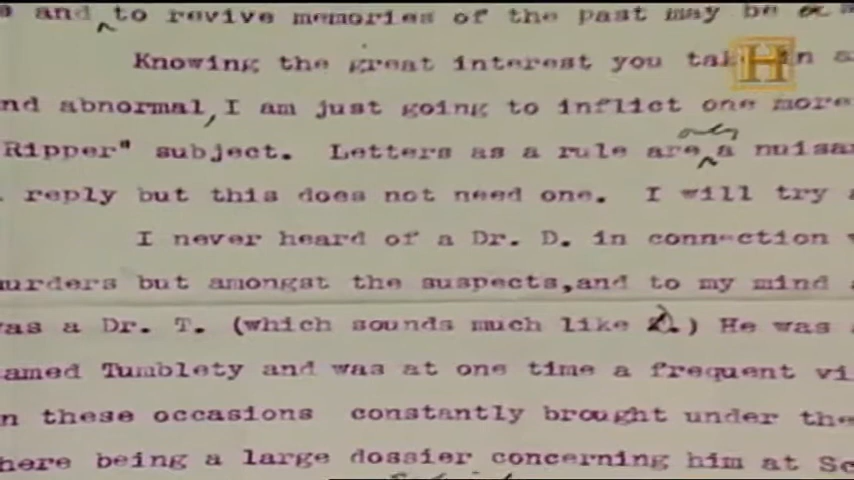 and to revive memories of the past may be a
Knowing the great interest you tak in
nd abnormal, I am just going to inflict one more
Ripper" subject. Letters as a rule are only a nuisan
reply but this does not need one. I will try
I never heard of a Dr. D. in connection
urders but amongst the suspects, and to my mind
was a Dr. T. (which sounds much like D.) He was
amed Tumblety and was at one time a frequent vi
n these occasions constantly brought under the
here being a large dossier concerning him at Sc
H